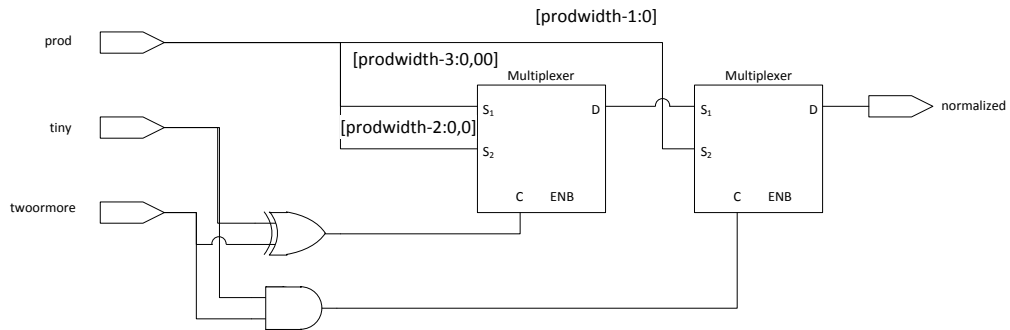 [prodwidth-1:0]
prod
[prodwidth-3:0,00]
Multiplexer
Multiplexer
S1
D
S1
D
normalized
tiny
[prodwidth-2:0,0]
S2
S2
twoormore
C
ENB
C
ENB